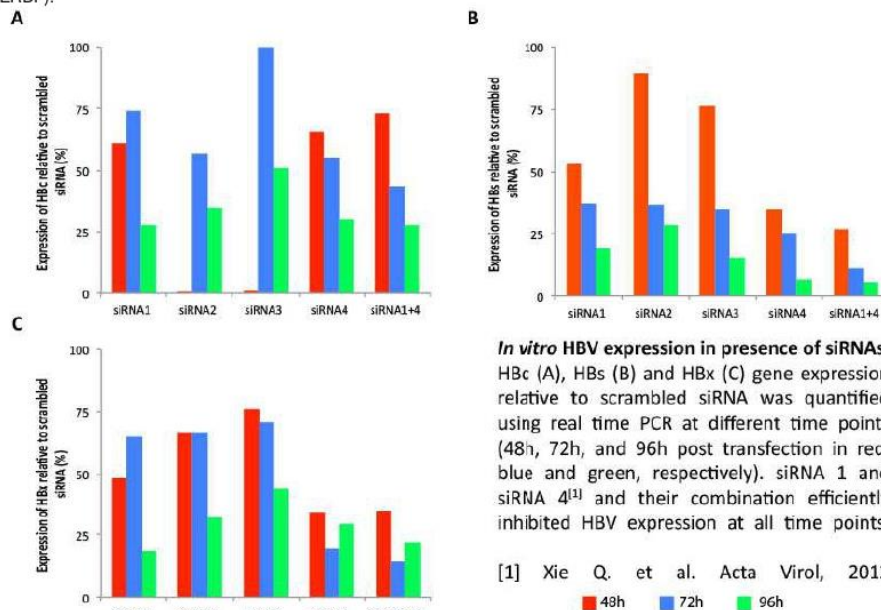 A
Expression of HBc relative to scrambled
siRNA (%)
100
75
50
25
0
siRNA1 siRNA2 siRNA3 siRNA4 siRNA1+4
B
Expression of HBs relative to scrambled
siRNA (%)
100
75
50
25
0
siRNA1 siRNA2 siRNA3 siRNA4 siRNA1+4
C
Expression of HBx relative to scrambled
siRNA (%)
100
75
50
25
0
In vitro HBV expression in presence of siRNAs
HBc (A), HBs (B) and HBx (C) gene expression
relative to scrambled siRNA was quantified
using real time PCR at different time point
(48h, 72h, and 96h post transfection in red
blue and green, respectively). siRNA 1 and
siRNA 4[1] and their combination efficiently
inhibited HBV expression at all time points
[1] Xie Q. et al. Acta Virol, 201
48h 72h 96h